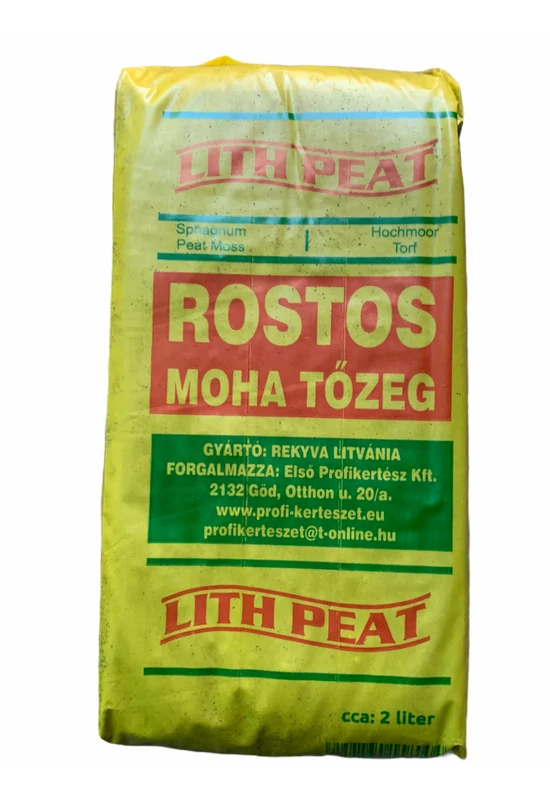 LITH PEAT
Sphagnum
Peat Moss
Hochmoor
Torf
ROSTOS
MOHA TŐZEG
GYÁRTÓ: REKYVA LITVÁNIA
FORGALMAZZA: Első Profikertész Kft.
2132 Göd, Otthon u. 20/a.
www.profi-kerteszet.eu
profikerteszet@t-online.hu
LITH PEAT
cca: 2 liter